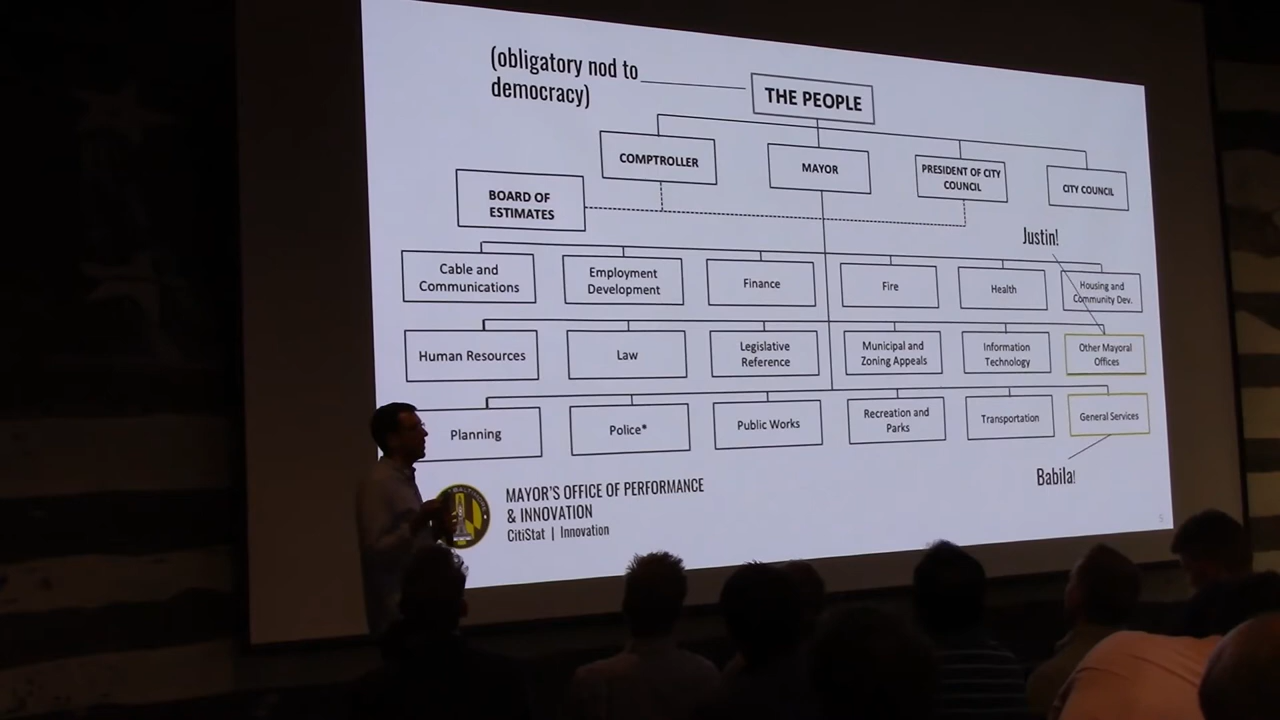 (obligatory nod to
democracy)
THE PEOPLE
COMPTROLLER
MAYOR
PRESIDENT OF CITY
COUNCIL
CITY COUNCIL
BOARD OF
ESTIMATES
Justin!
Cable and
Communications
Employment
Development
Finance
Fire
Health
Housing and
Community Dev.
Human Resources
Law
Legislative
Reference
Municipal and
Zoning Appeals
Information
Technology
Other Mayoral
Offices
Planning
Police*
Public Works
Recreation and
Parks
Transportation
General Services
Babila!
MAYOR'S OFFICE OF PERFORMANCE
& INNOVATION
CitiStat | Innovation
BALTIMORE
5